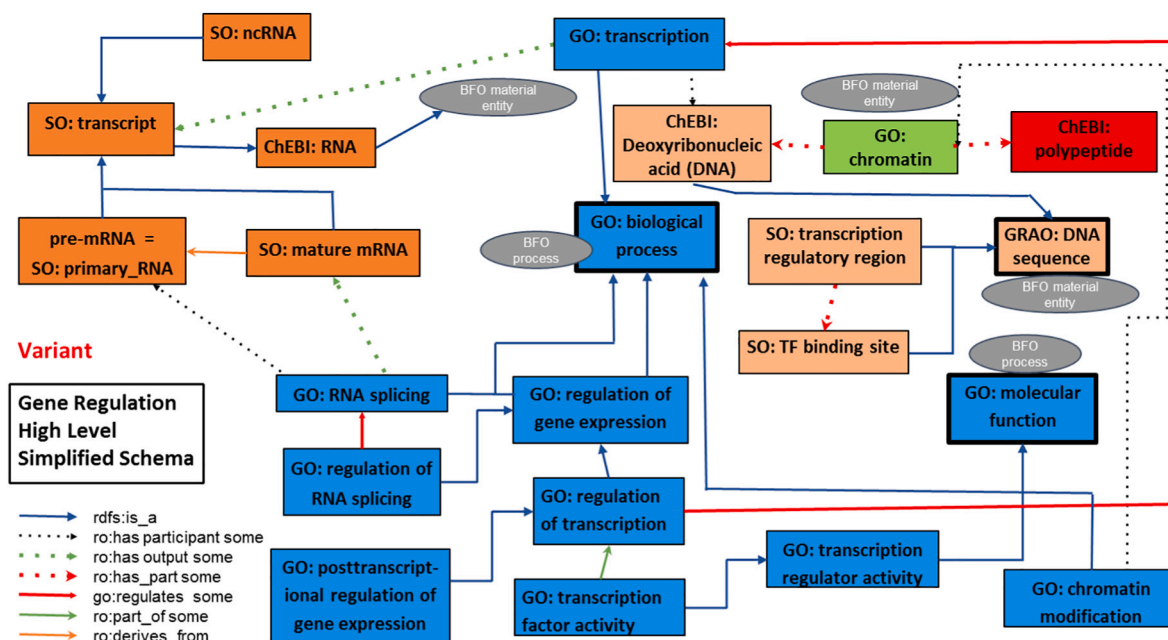 SO: ncRNA
GO: transcription
SO: transcript
ChEBI: RNA
BFO material
entity
ChEBI:
Deoxyribonucleic
acid (DNA)
BFO material
entity
GO:
chromatin
ChEBI:
polypeptide
pre-mRNA =
SO: primary_RNA
SO: mature mRNA
BFO
process
GO: biological
process
SO: transcription
regulatory region
GRAO: DNA
sequence
BFO material
entity
SO: TF binding site
BFO
process
GO: molecular
function
Variant
Gene Regulation
High Level
Simplified Schema
GO: RNA splicing
GO: regulation of
gene expression
GO: regulation of
RNA splicing
GO: regulation
of transcription
GO: posttranscript-
ional regulation of
gene expression
GO: transcription
factor activity
GO: transcription
regulator activity
GO: chromatin
modification
rdfs:is_a
ro:has participant some
ro:has output some
ro:has_part some
go:regulates some
ro:part_of some
ro:derives_from